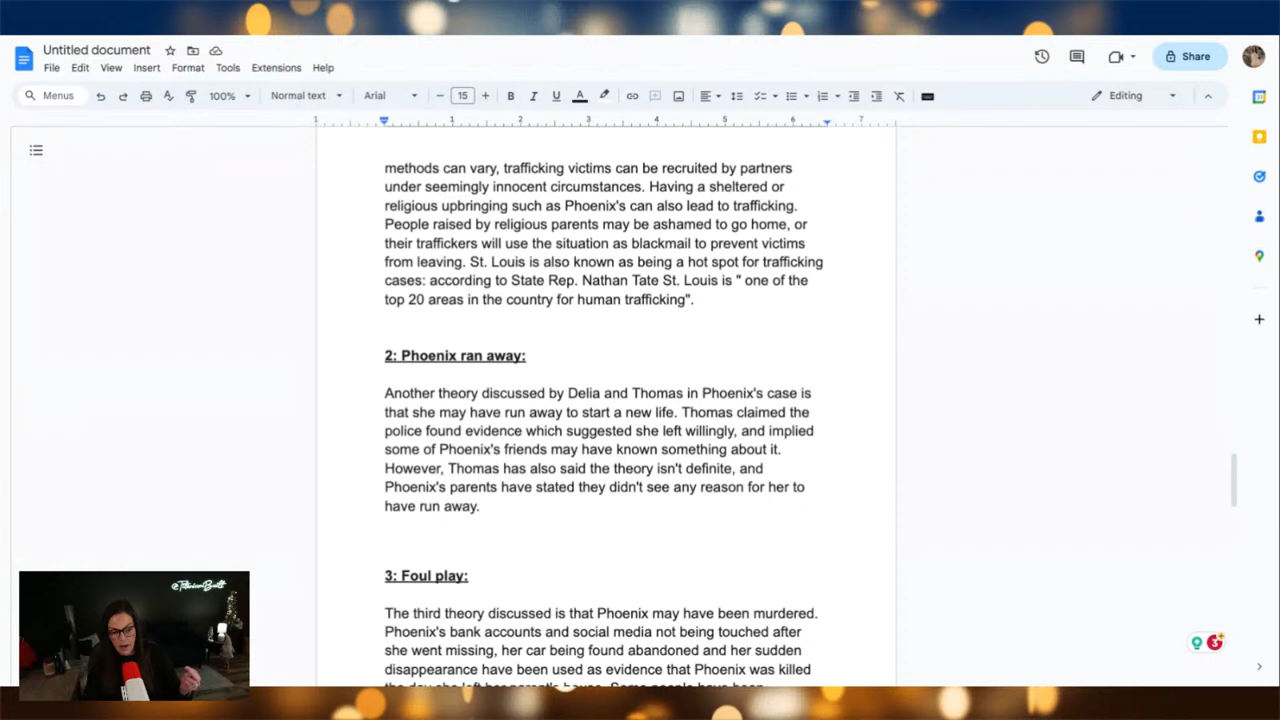 Untitled document
File Edit View Insert Format Tools Extensions Help
Share
Menus 100% Normal text Arial 15 B I U A Editing
1 1 2 3 4 5 6 7
methods can vary, trafficking victims can be recruited by partners
under seemingly innocent circumstances. Having a sheltered or
religious upbringing such as Phoenix's can also lead to trafficking.
People raised by religious parents may be ashamed to go home, or
their traffickers will use the situation as blackmail to prevent victims
from leaving. St. Louis is also known as being a hot spot for trafficking
cases: according to State Rep. Nathan Tate St. Louis is " one of the
top 20 areas in the country for human trafficking".
2: Phoenix ran away:
Another theory discussed by Delia and Thomas in Phoenix's case is
that she may have run away to start a new life. Thomas claimed the
police found evidence which suggested she left willingly, and implied
some of Phoenix's friends may have known something about it.
However, Thomas has also said the theory isn't definite, and
Phoenix's parents have stated they didn't see any reason for her to
have run away.
3: Foul play:
The third theory discussed is that Phoenix may have been murdered.
Phoenix's bank accounts and social media not being touched after
she went missing, her car being found abandoned and her sudden
disappearance have been used as evidence that Phoenix was killed
3